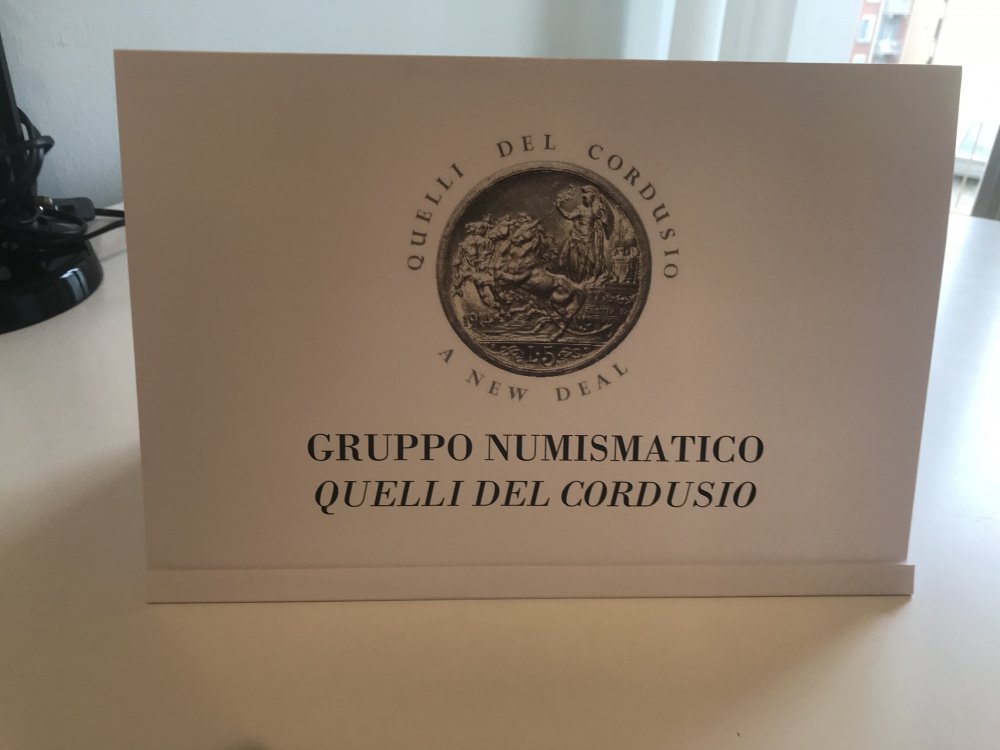 QUELLI DEL CORDUSIO
A NEW DEAL
GRUPPO NUMISMATICO
QUELLI DEL CORDUSIO